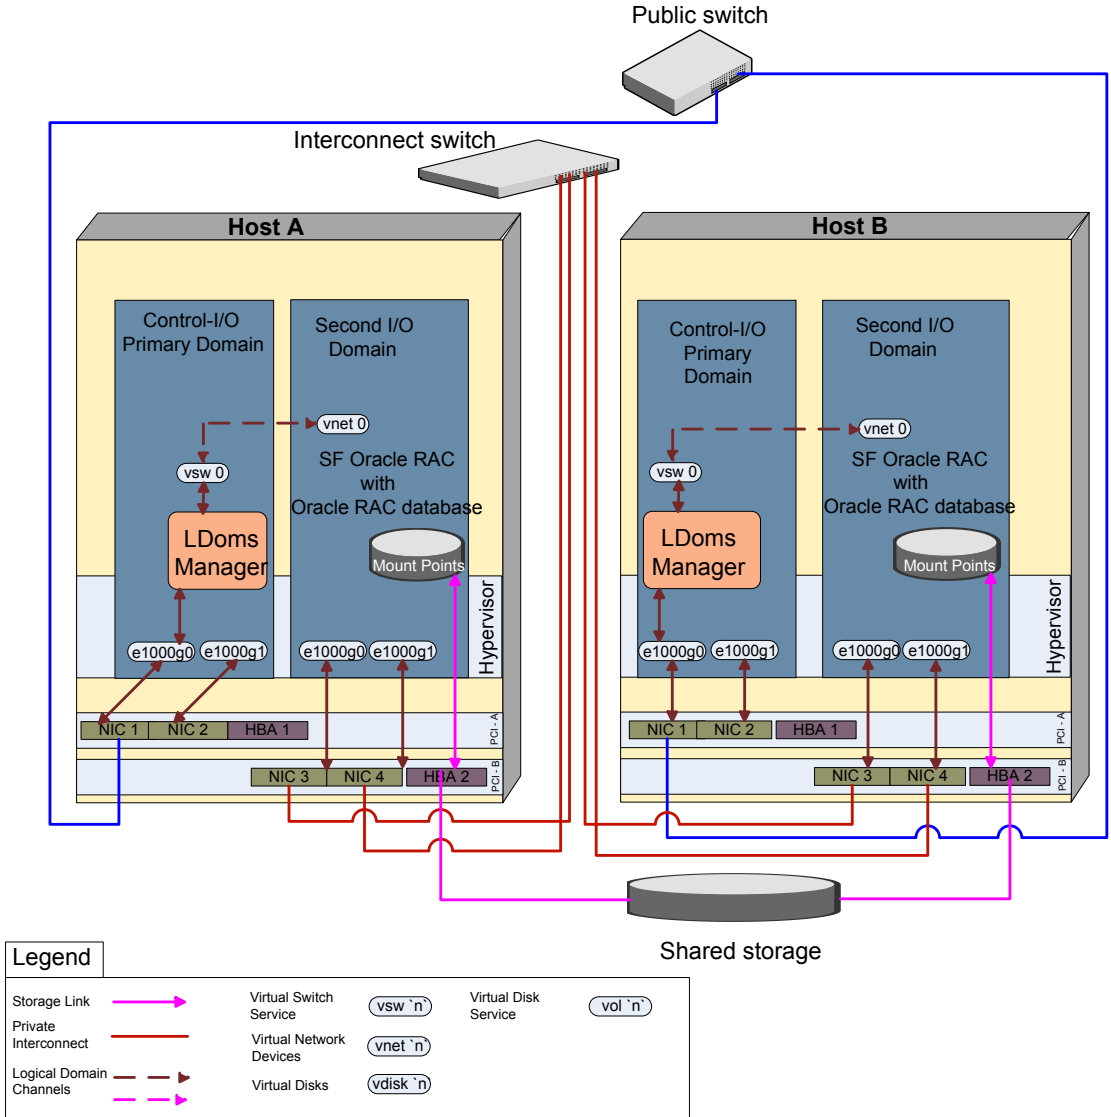 Public switch
Interconnect switch
Host A
Control-I/O
Primary Domain
Second I/O
Domain
vnet 0
vsw 0
SF Oracle RAC
with
Oracle RAC database
LDoms
Manager
Mount Points
Hypervisor
e1000g0
e1000g1
e1000g0
e1000g1
NIC 1
NIC 2
HBA 1
PCI - A
NIC 3
NIC 4
HBA 2
PCI - B
Host B
Control-I/O
Primary
Domain
Second I/O
Domain
vnet 0
vsw 0
SF Oracle RAC
with
Oracle RAC database
LDoms
Manager
Mount Points
Hypervisor
e1000g0
e1000g1
e1000g0
e1000g1
NIC 1
NIC 2
HBA 1
PCI - A
NIC 3
NIC 4
HBA 2
PCI - B
Shared storage
Legend
Storage Link
Private
Interconnect
Logical Domain
Channels
Virtual Switch
Service
vsw `n`
Virtual Network
Devices
vnet `n`
Virtual Disks
vdisk `n
Virtual Disk
Service
vol `n`